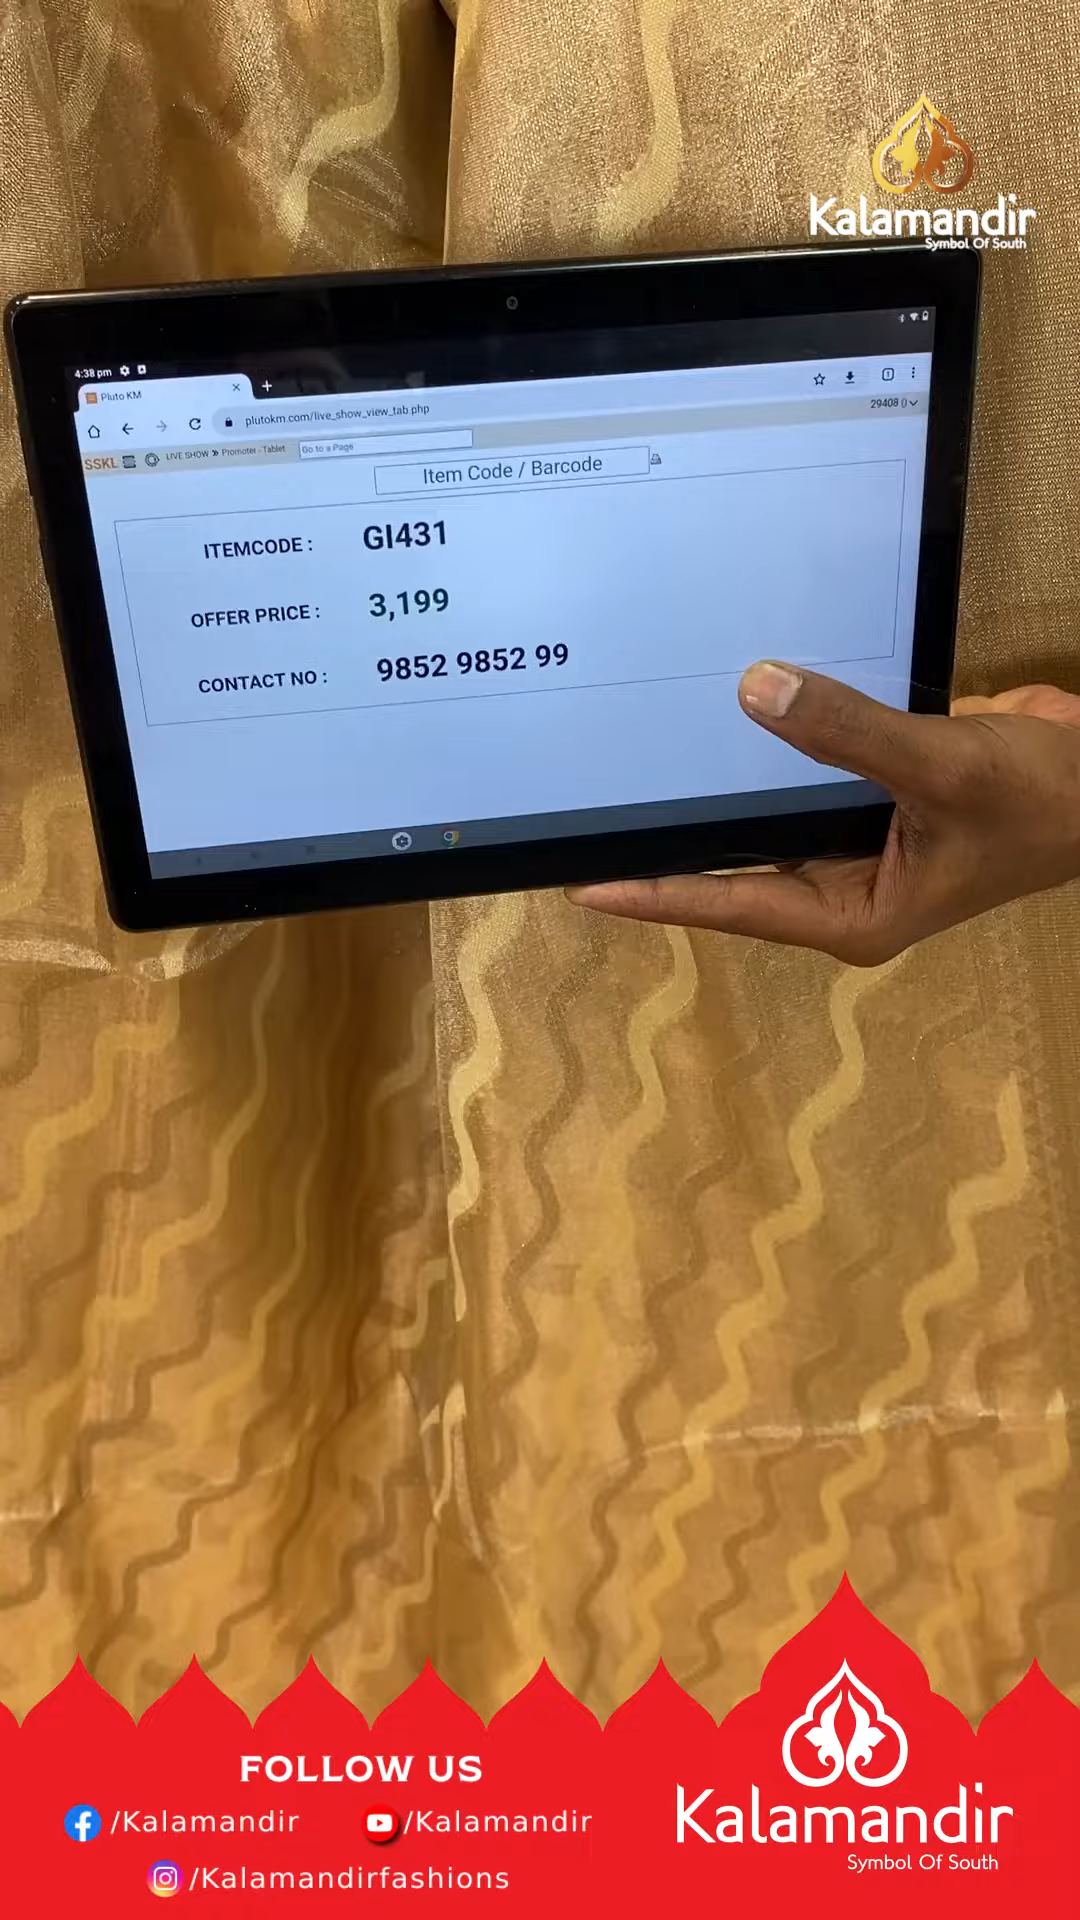 Kalamandir
Symbol Of South
4:38 pm
Pluto KM
plutokm.com/live_show_view_tab.php
29408 ()
SSKL
LIVE SHOW » Promoter - Tablet
Go to a Page
Item Code / Barcode
ITEMCODE : GI431
OFFER PRICE : 3,199
CONTACT NO : 9852 9852 99
FOLLOW US
/Kalamandir
/Kalamandir
/Kalamandirfashions
Kalamandir
Symbol Of South